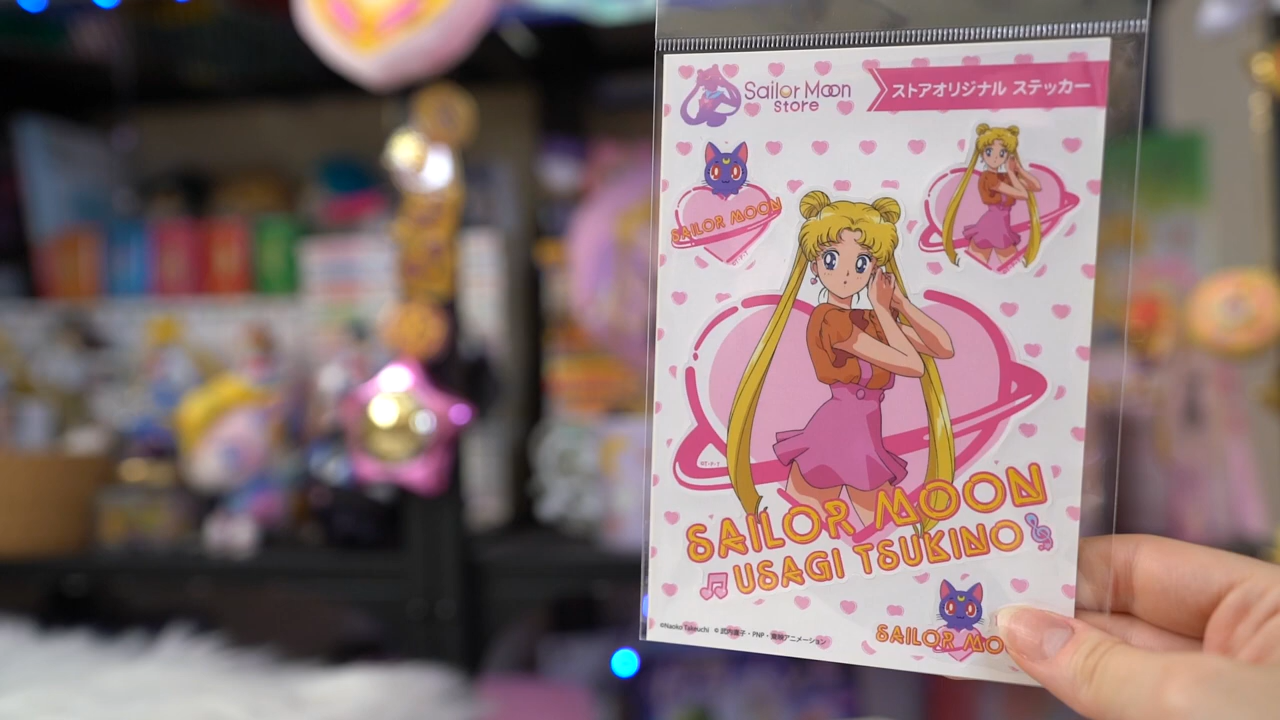 Sailor Moon
store
ストアオリジナル ステッカー
SAILOR MOON
SAILOR MOON
USAGI TSUKINO
SAILOR MO
©Naoko Takeuchi © 武内直子・PNP・東映アニメーション